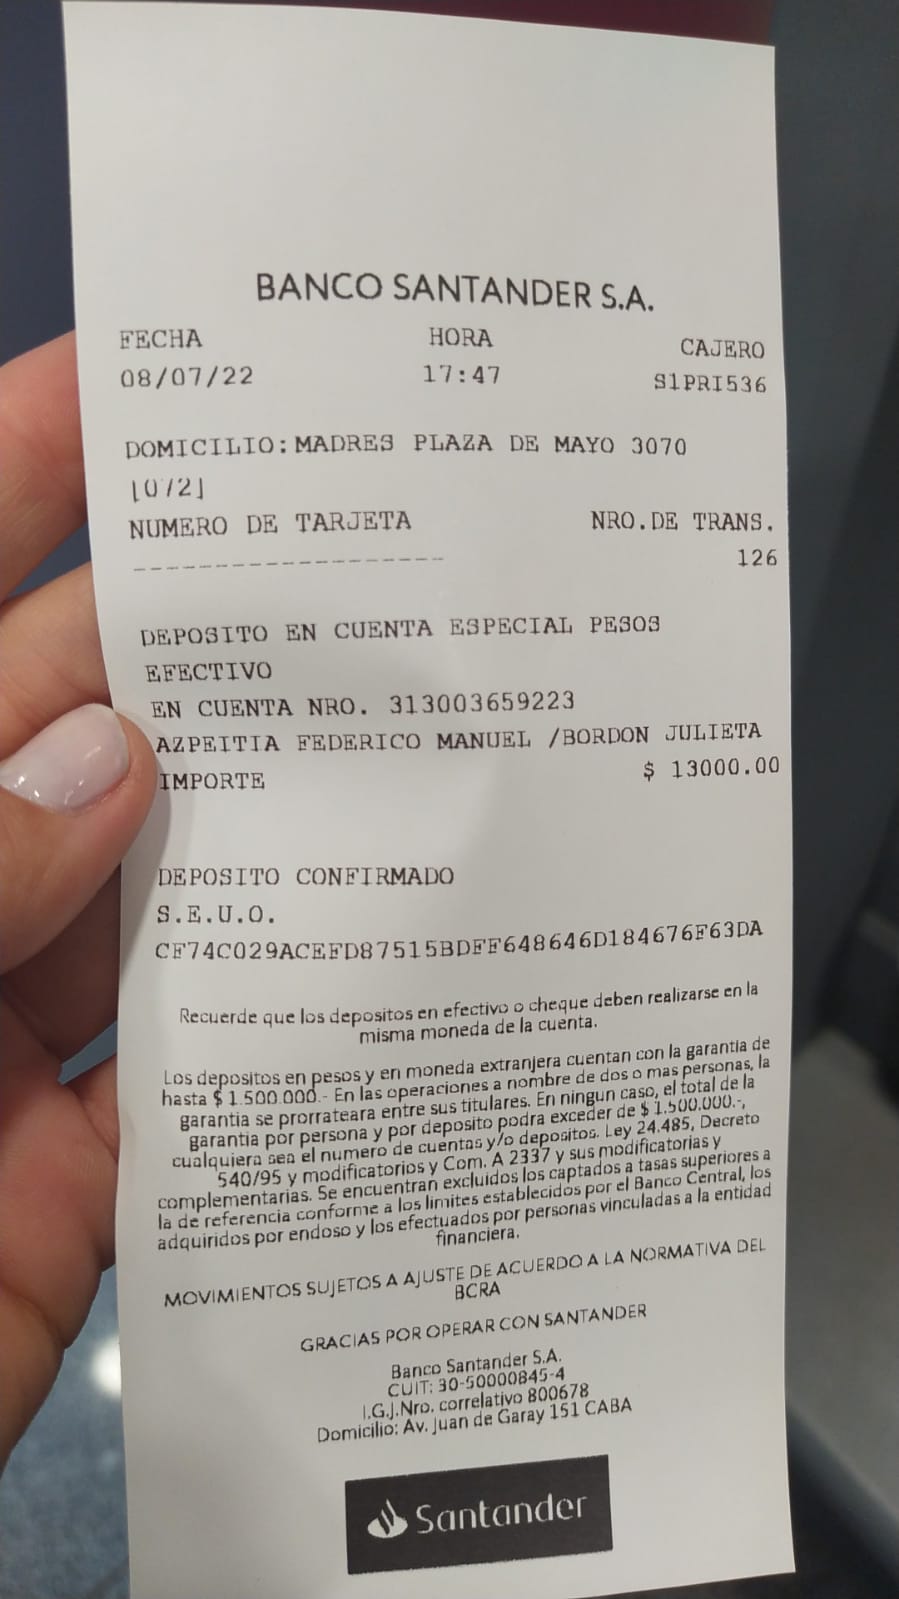 BANCO SANTANDER S.A.
FECHA HORA CAJERO
08/07/22 17:47 S1PRI536
DOMICILIO: MADRES PLAZA DE MAYO 3070
[072]
NUMERO DE TARJETA NRO. DE TRANS.
------------------- 126
DEPOSITO EN CUENTA ESPECIAL PESOS
EFECTIVO
EN CUENTA NRO. 313003659223
AZPEITIA FEDERICO MANUEL /BORDON JULIETA
IMPORTE $ 13000.00
DEPOSITO CONFIRMADO
S.E.U.O.
CF74C029ACEFD87515BDFF648646D184676F63DA
Recuerde que los depositos en efectivo o cheque deben realizarse en la
misma moneda de la cuenta.
Los depositos en pesos y en moneda extranjera cuentan con la garantia de
hasta $ 1.500.000.- En las operaciones a nombre de dos o mas personas, la
garantia se prorrateara entre sus titulares. En ningun caso, el total de la
garantia por persona y por deposito podra exceder de $ 1.500.000.-,
cualquiera sea el numero de cuentas y/o depositos. Ley 24.485, Decreto
540/95 y modificatorios y Com. A 2337 y sus modificatorias y
complementarias. Se encuentran excluidos los captados a tasas superiores a
la de referencia conforme a los limites establecidos por el Banco Central, los
adquiridos por endoso y los efectuados por personas vinculadas a la entidad
financiera.
MOVIMIENTOS SUJETOS A AJUSTE DE ACUERDO A LA NORMATIVA DEL
BCRA
GRACIAS POR OPERAR CON SANTANDER
Banco Santander S.A.
CUIT: 30-50000845-4
I.G.J.Nro. correlativo 800678
Domicilio: Av. Juan de Garay 151 CABA
Santander